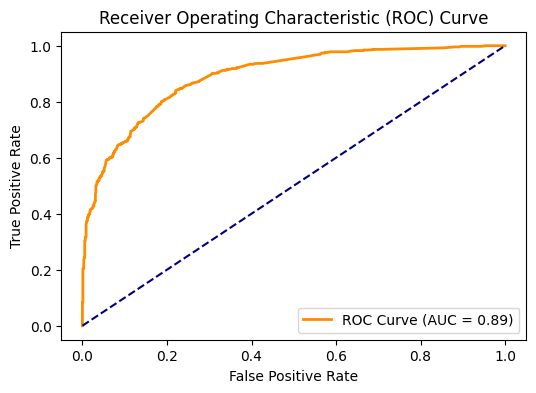 Receiver Operating Characteristic (ROC) Curve
True Positive Rate
1.0
0.8
0.6
0.4
0.2
0.0
ROC Curve (AUC = 0.89)
0.0 0.2 0.4 0.6 0.8 1.0
False Positive Rate